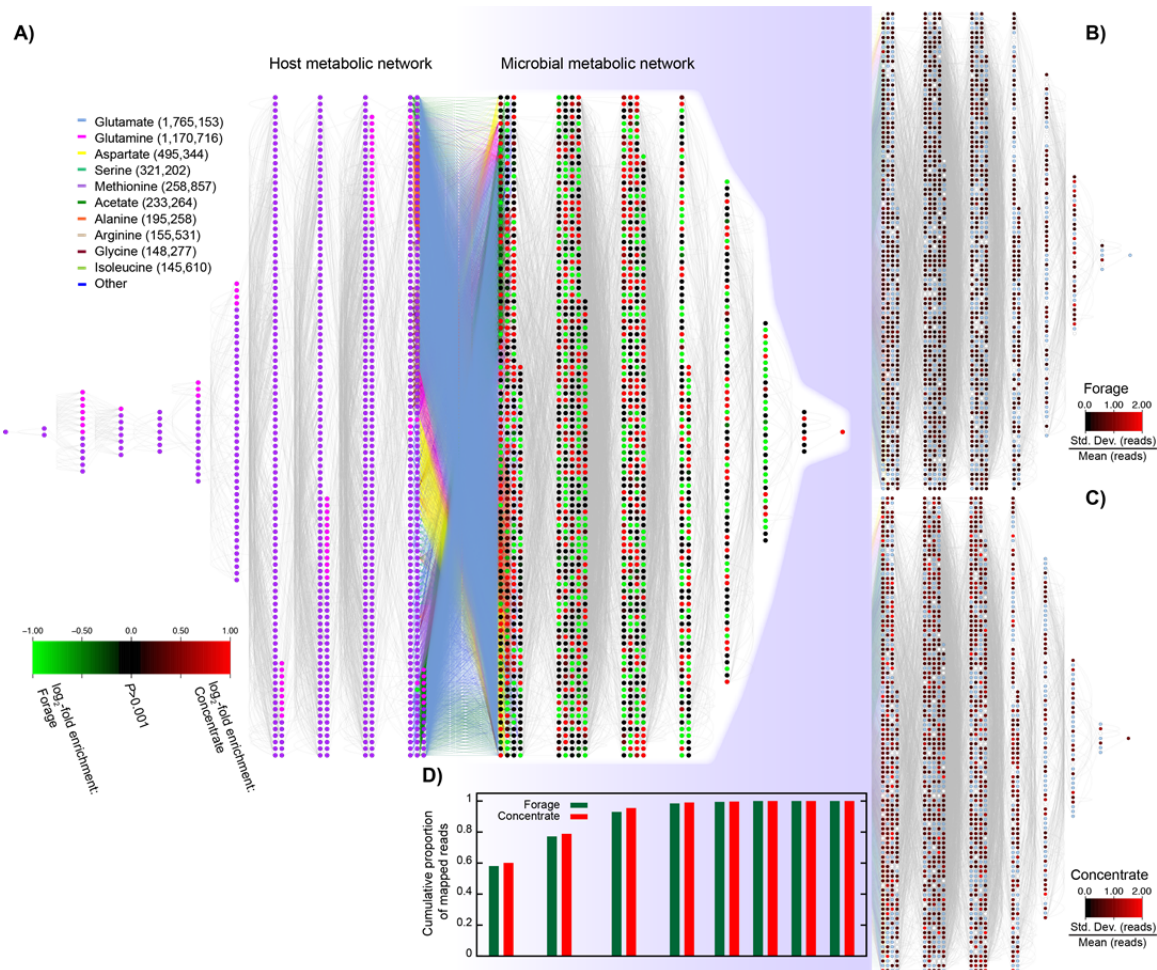 A)
Host metabolic network
Microbial metabolic network
Glutamate (1,765,153)
Glutamine (1,170,716)
Aspartate (495,344)
Serine (321,202)
Methionine (258,857)
Acetate (233,264)
Alanine (195,258)
Arginine (155,531)
Glycine (148,277)
Isoleucine (145,610)
Other
−1.00 −0.50 0.0 0.50 1.00
log2-fold enrichment:
Forage
P>0.001
log2-fold enrichment:
Concentrate
B)
Forage
0.0 1.00 2.00
Std. Dev. (reads)
Mean (reads)
C)
Concentrate
0.0 1.00 2.00
Std. Dev. (reads)
Mean (reads)
D)
Forage
Concentrate
Cumulative proportion
of mapped reads
1
0.8
0.6
0.4
0.2
0